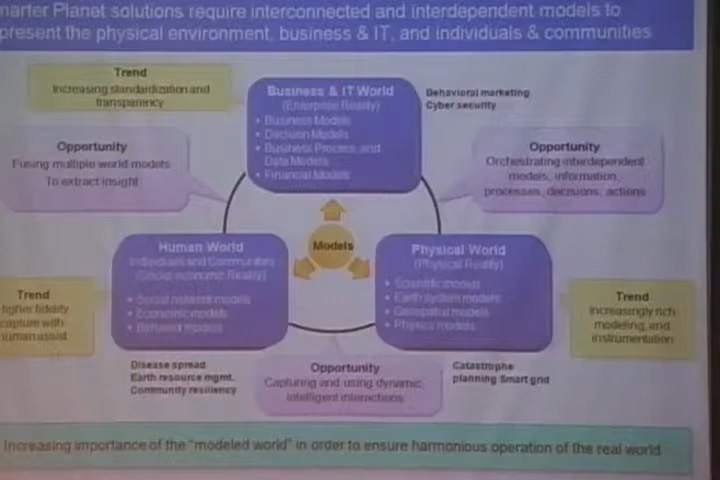 marter Planet solutions require interconnected and interdependent models to
present the physical environment, business & IT, and individuals & communities
Trend
Increasing standardization and
transparency
Business & IT World
(Enterprise Reality)
• Business Models
• Decision Models
• Business Process, and
Data Models
• Financial Models
Behavioral marketing
Cyber security
Opportunity
Fusing multiple world models
To extract insight
Opportunity
Orchestrating interdependent
models, information,
processes, decisions, actions
Models
Human World
Individuals and Communities
(Socio-economic Reality)
• Social network models
• Economic models
• Behavior models
Physical World
(Physical Reality)
• Scientific models
• Earth system models
• Geospatial models
• Physics models
Trend
higher fidelity
capture with
human assist
Trend
Increasingly rich
modeling, and
instrumentation
Disease spread
Earth resource mgmt.
Community resiliency
Opportunity
Capturing and using dynamic,
intelligent interactions
Catastrophe
planning Smart grid
Increasing importance of the "modeled world" in order to ensure harmonious operation of the real world